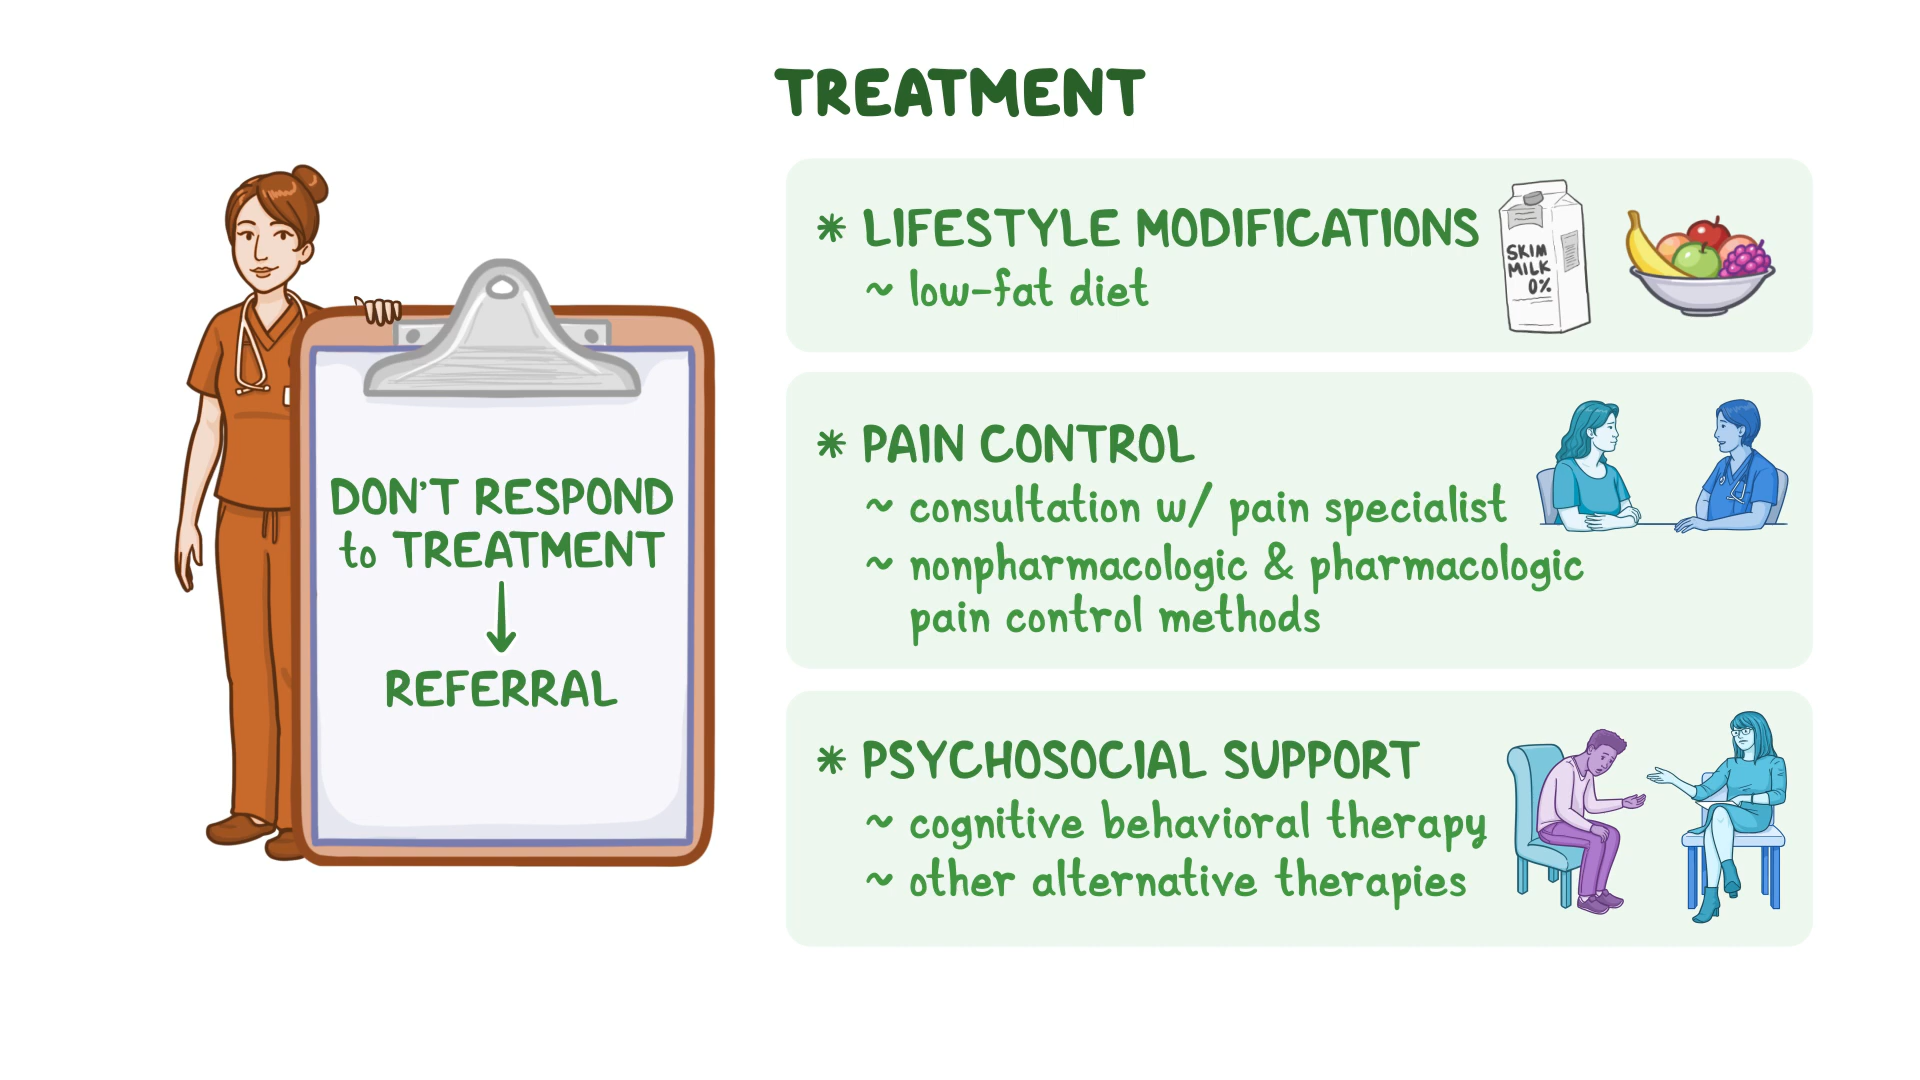 TREATMENT
DON'T RESPOND
to TREATMENT
REFERRAL
* LIFESTYLE MODIFICATIONS
~ low-fat diet
SKIM
MILK
0%
* PAIN CONTROL
~ consultation w/ pain specialist
~ nonpharmacologic & pharmacologic
pain control methods
* PSYCHOSOCIAL SUPPORT
~ cognitive behavioral therapy
~ other alternative therapies